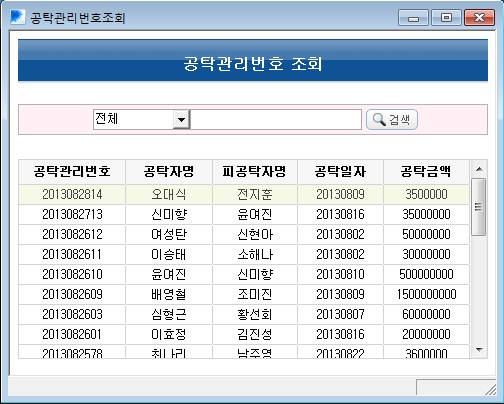 공탁관리번호조회
공탁관리번호 조회
전체 검색
공탁관리번호 공탁자명 피공탁자명 공탁일자 공탁금액
2013082814 오대식 전지훈 20130809 3500000
2013082713 신미향 윤여진 20130816 35000000
2013082612 여성탄 신현아 20130802 50000000
2013082611 이승태 소해나 20130802 30000000
2013082610 윤여진 신미향 20130810 500000000
2013082609 배영철 조미진 20130809 1500000000
2013082603 심형근 황선회 20130807 60000000
2013082601 이효정 김진성 20130816 20000000
2013082578 최나리 남주영 20130822 3600000